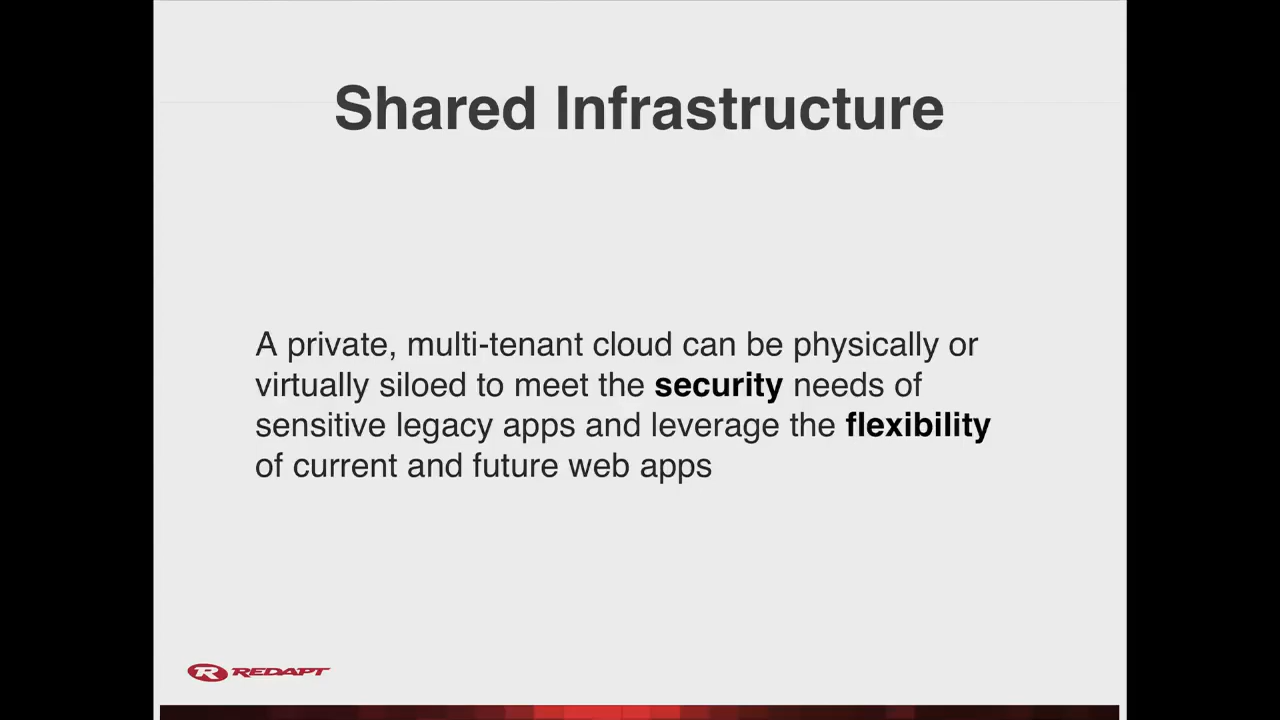 Shared Infrastructure
A private, multi-tenant cloud can be physically or
virtually siloed to meet the security needs of
sensitive legacy apps and leverage the flexibility
of current and future web apps
R REDAPT